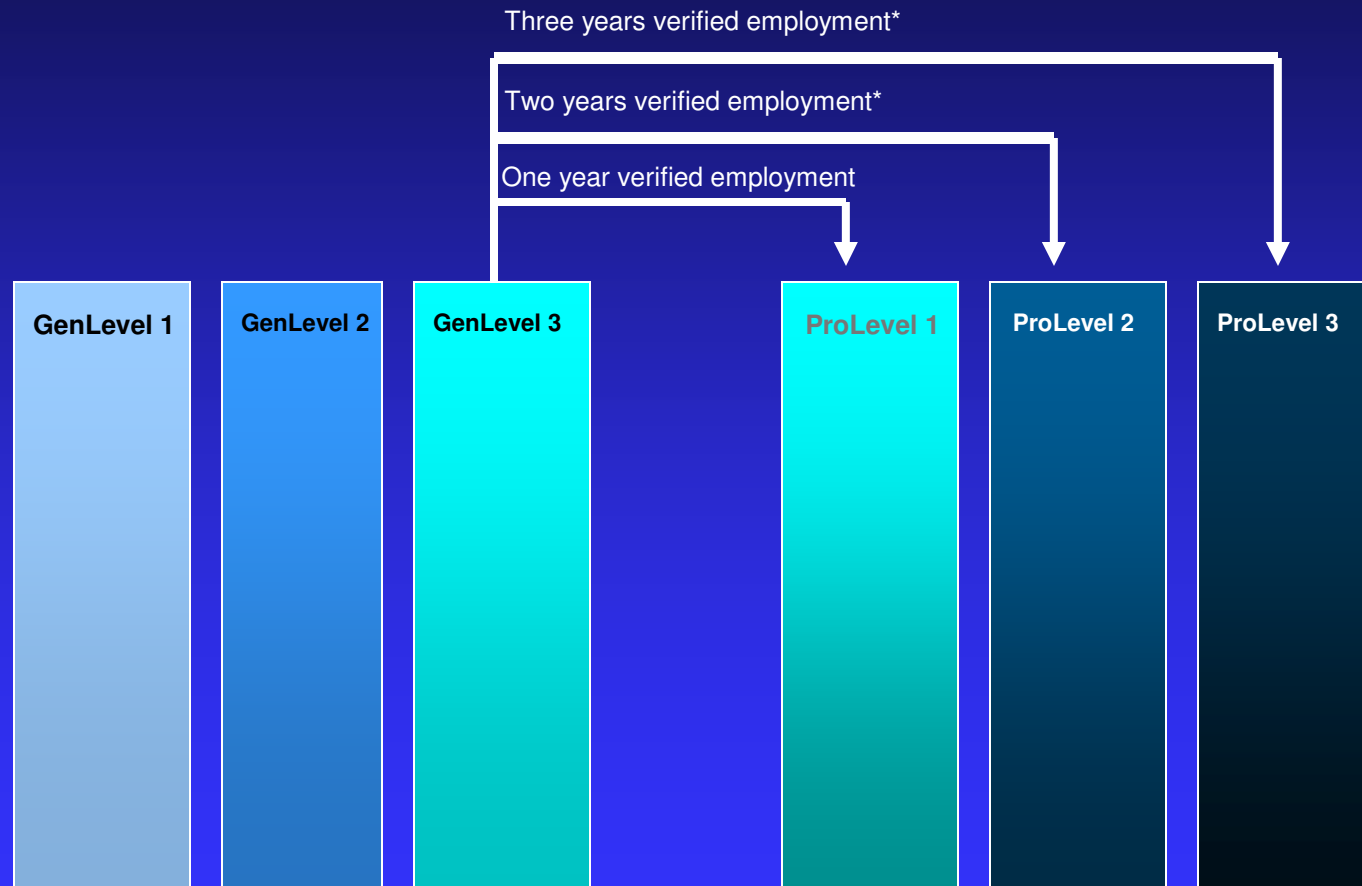 Three years verified employment*
Two years verified employment*
One year verified employment
GenLevel 1
GenLevel 2
GenLevel 3
ProLevel 1
ProLevel 2
ProLevel 3